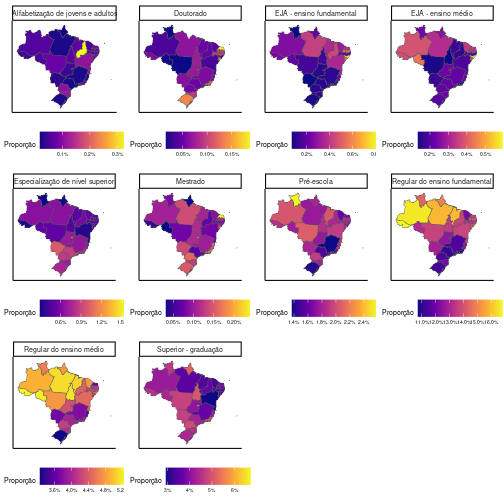 Alfabetização de jovens e adultos
Doutorado
EJA - ensino fundamental
EJA - ensino médio
Proporção
0.1% 0.2% 0.3%
Proporção
0.05% 0.10% 0.15%
Proporção
0.2% 0.4% 0.6% 0.
Proporção
0.2% 0.3% 0.4% 0.5%
Especialização de nível superior
Mestrado
Pré-escola
Regular do ensino fundamental
Proporção
0.6% 0.9% 1.2% 1.5
Proporção
0.05% 0.10% 0.15% 0.20%
Proporção
1.4% 1.6% 1.8% 2.0% 2.2% 2.4%
Proporção
11.0%12.0%13.0%14.0%15.0%16.0%
Regular do ensino médio
Superior - graduação
Proporção
3.6% 4.0% 4.4% 4.8% 5.2
Proporção
3% 4% 5% 6%